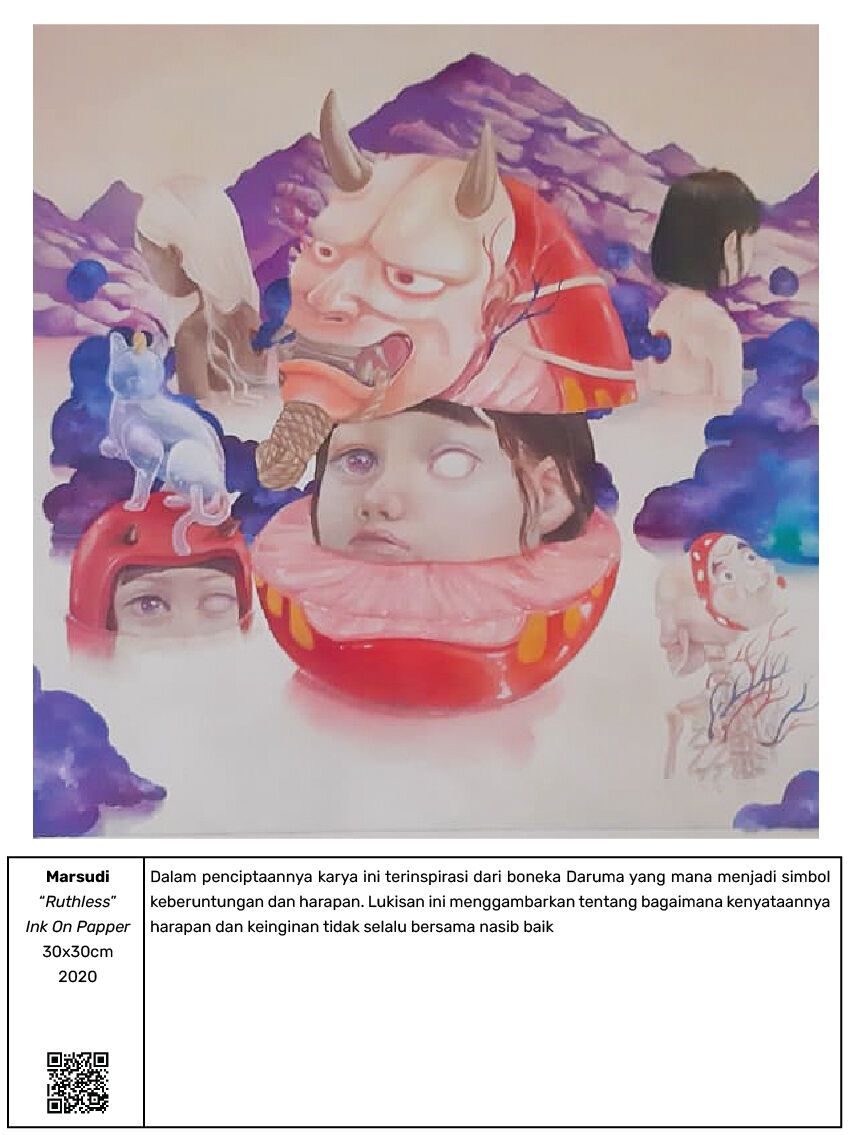 Marsudi
“Ruthless”
Ink On Papper
30x30cm
2020
Dalam penciptaannya karya ini terinspirasi dari boneka Daruma yang mana menjadi simbol
keberuntungan dan harapan. Lukisan ini menggambarkan tentang bagaimana kenyataannya
harapan dan keinginan tidak selalu bersama nasib baik